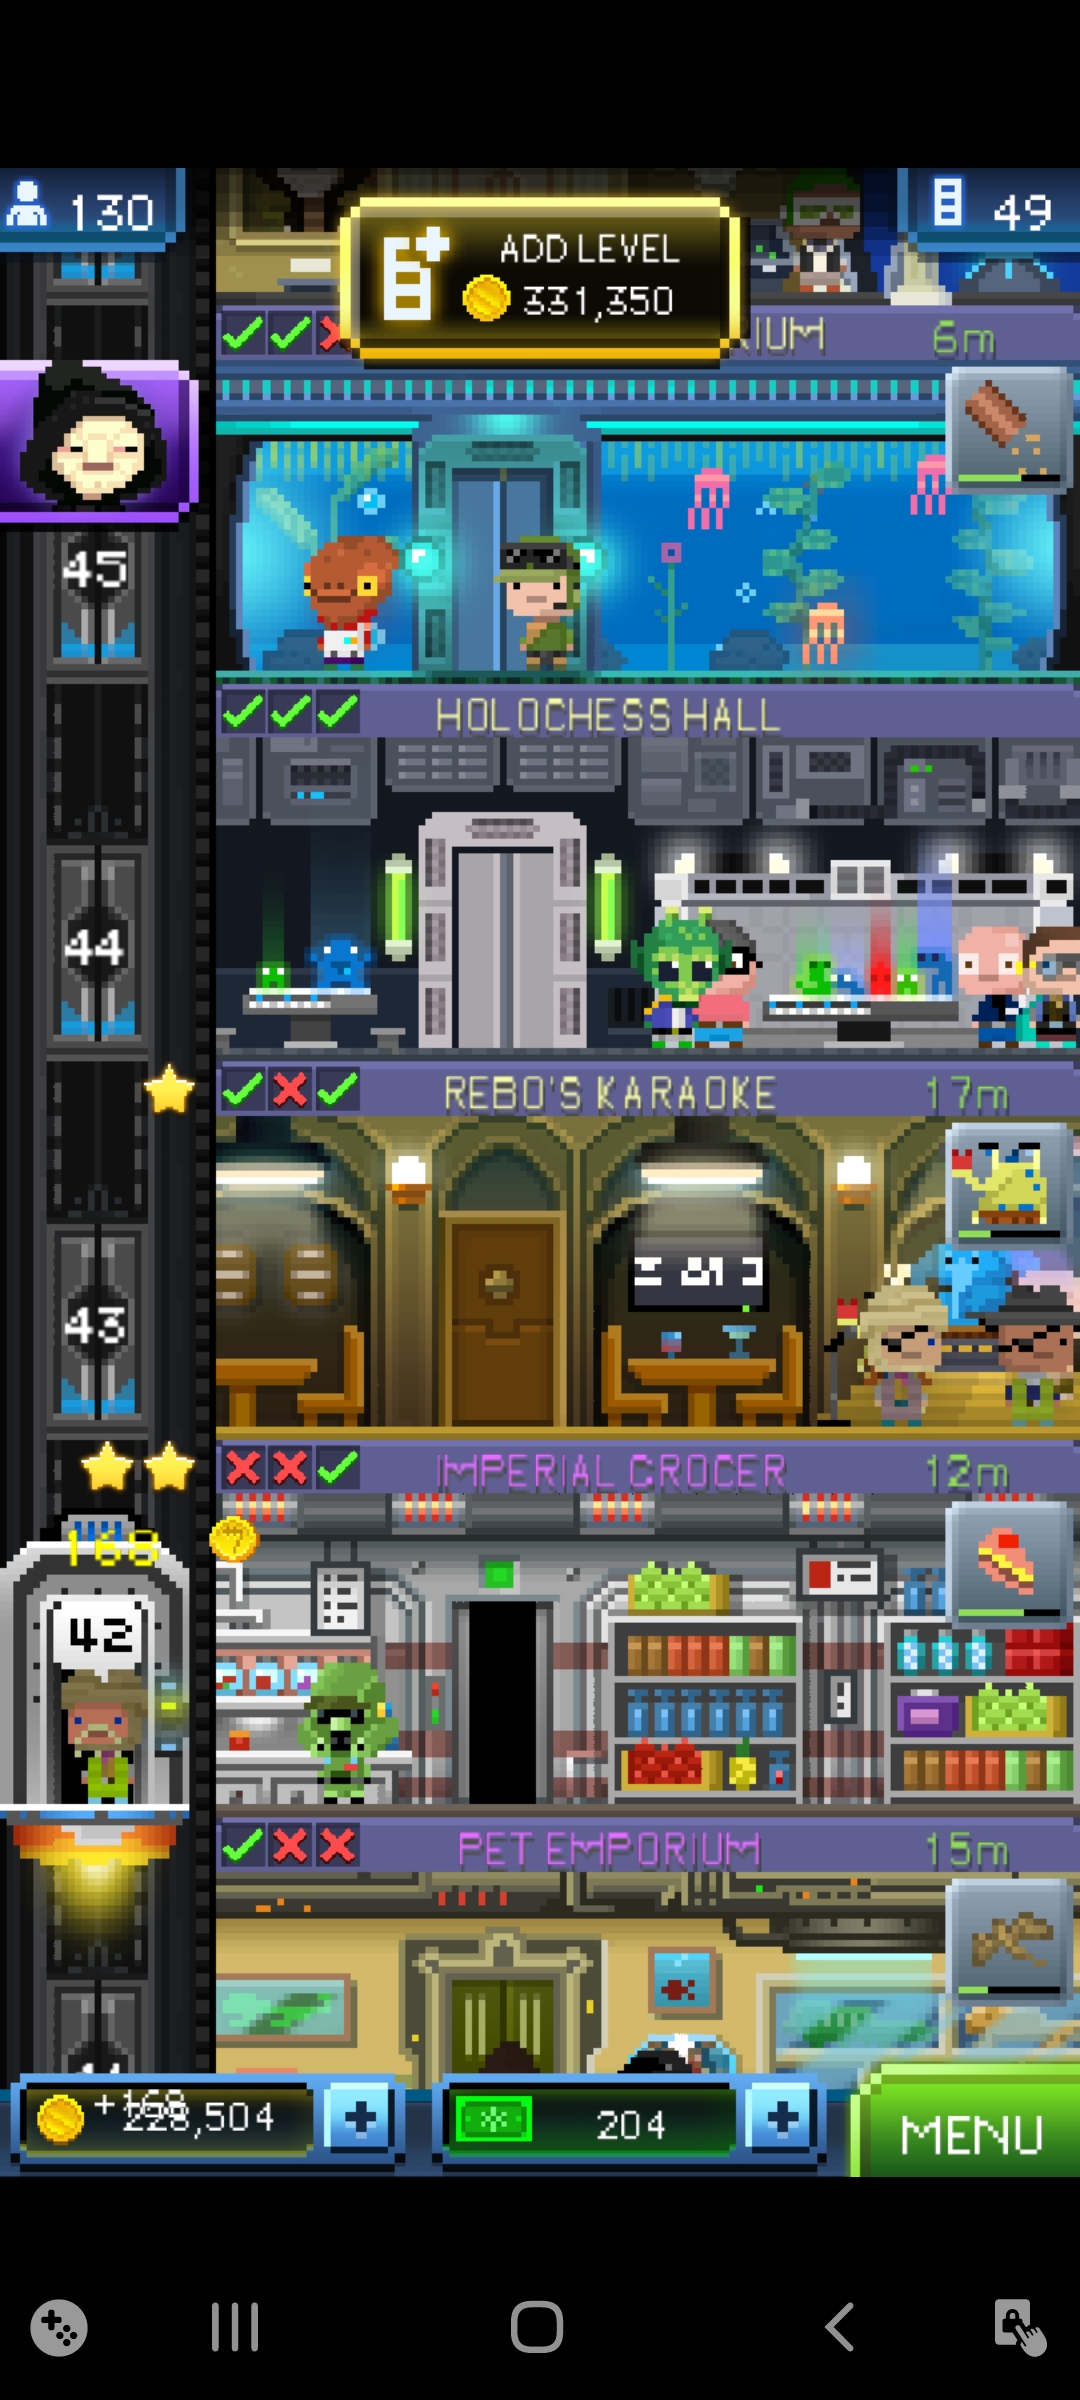 130
49
ADD LEVEL
331,350
RIUM 6m
45
HOLOCHESS HALL
44
REBO'S KARAOKE 17m
43
IMPERIAL GROCER 12m
168
42
PET EMPORIUM 15m
+168
228,504
204
MENU